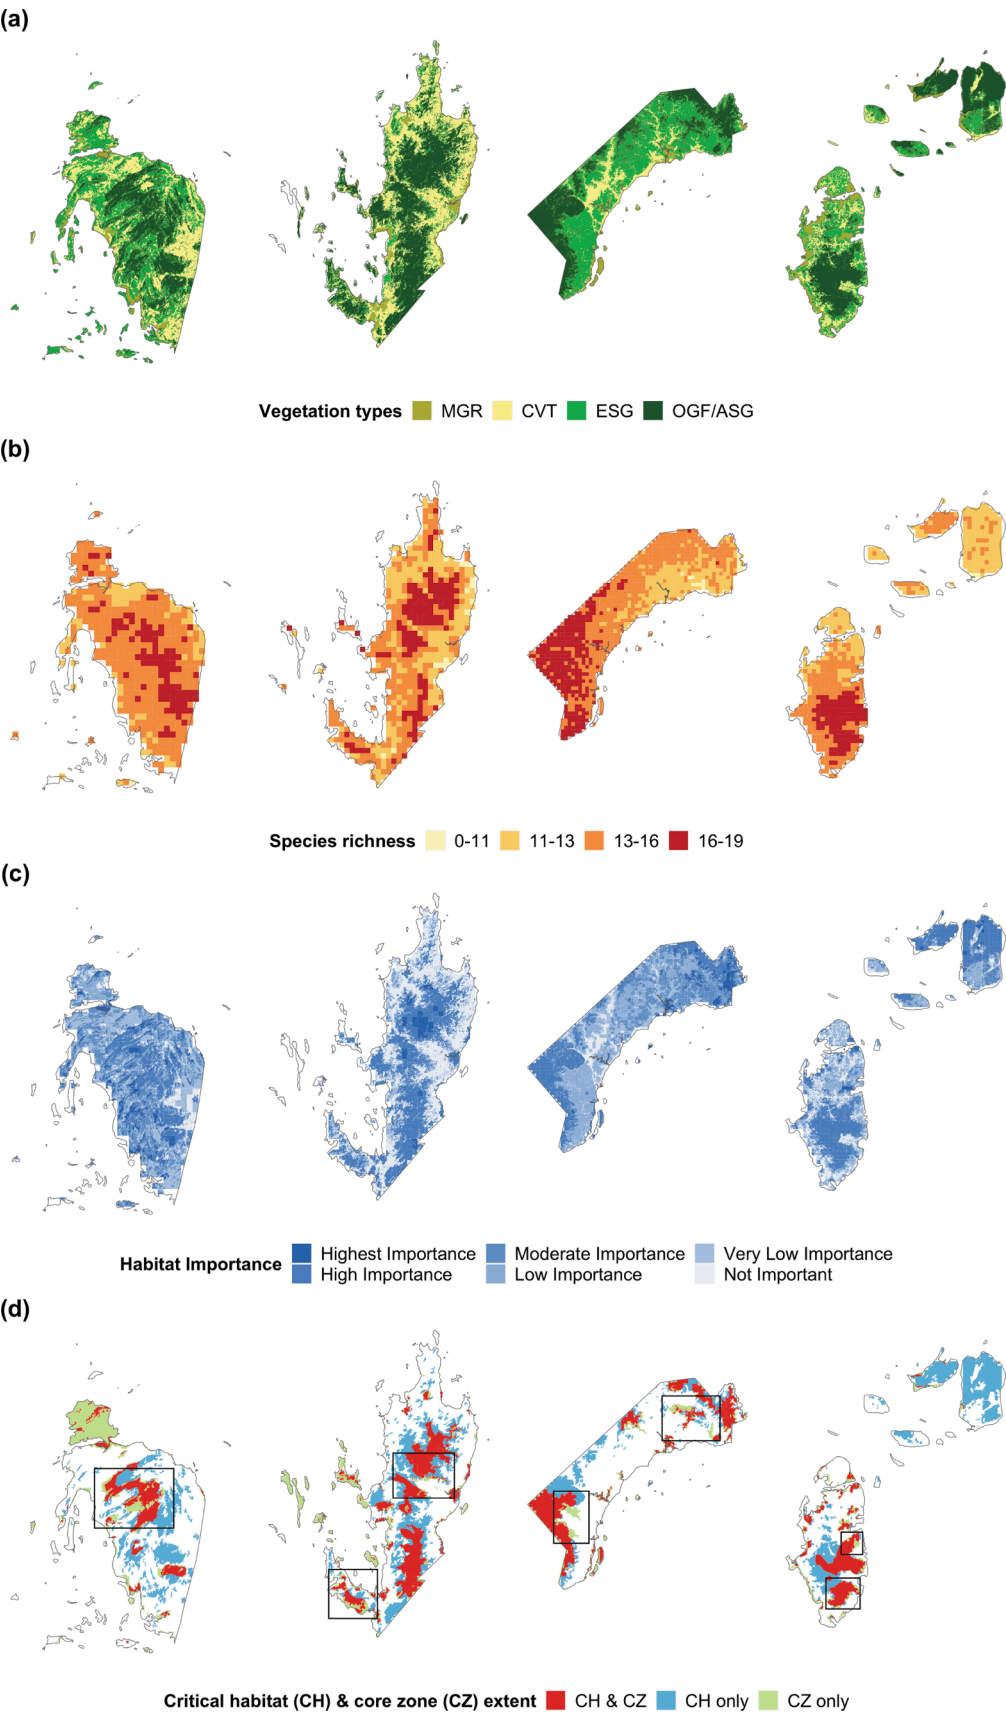 (a)
Vegetation types MGR CVT ESG OGF/ASG
(b)
Species richness 0-11 11-13 13-16 16-19
(c)
Habitat Importance
Highest Importance Moderate Importance Very Low Importance
High Importance Low Importance Not Important
(d)
Critical habitat (CH) & core zone (CZ) extent CH & CZ CH only CZ only